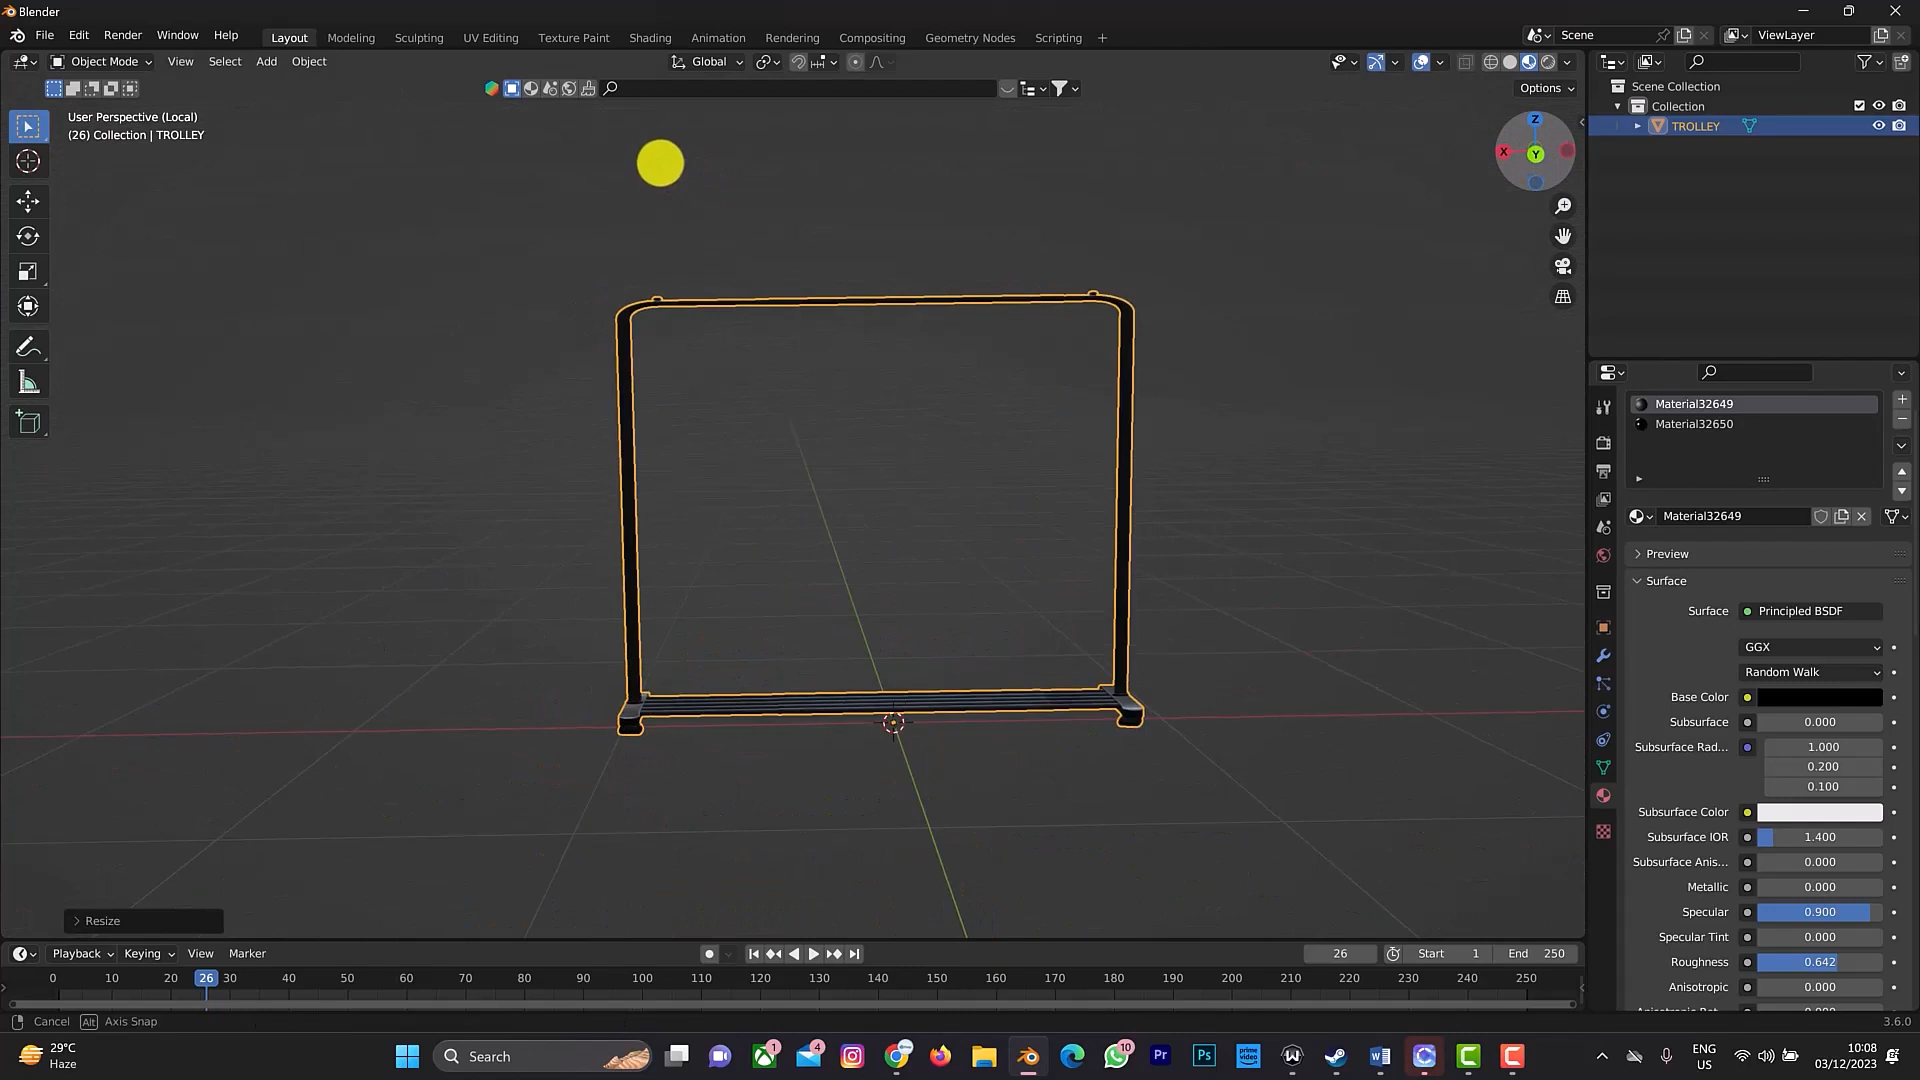 Blender
File Edit Render Window Help
Layout Modeling Sculpting UV Editing Texture Paint Shading Animation Rendering Compositing Geometry Nodes Scripting +
Scene
ViewLayer
Object Mode View Select Add Object
Global
Options
User Perspective (Local)
(26) Collection | TROLLEY
Z
X
Y
Scene Collection
Collection
TROLLEY
Material32649
Material32650
Material32649
Preview
Surface
Surface Principled BSDF
GGX
Random Walk
Base Color
Subsurface 0.000
Subsurface Rad... 1.000
0.200
0.100
Subsurface Color
Subsurface IOR 1.400
Subsurface Anis... 0.000
Metallic 0.000
Specular 0.900
Specular Tint 0.000
Roughness 0.642
Anisotropic 0.000
Resize
Playback Keying View Marker
26 Start 1 End 250
0 10 20 26 30 40 50 60 70 80 90 100 110 120 130 140 150 160 170 180 190 200 210 220 230 240 250
Cancel Alt Axis Snap
3.6.0
29°C
Haze
Search
1
4
10
Pr
Ps
prime video
ENG
US
10:08
03/12/2023